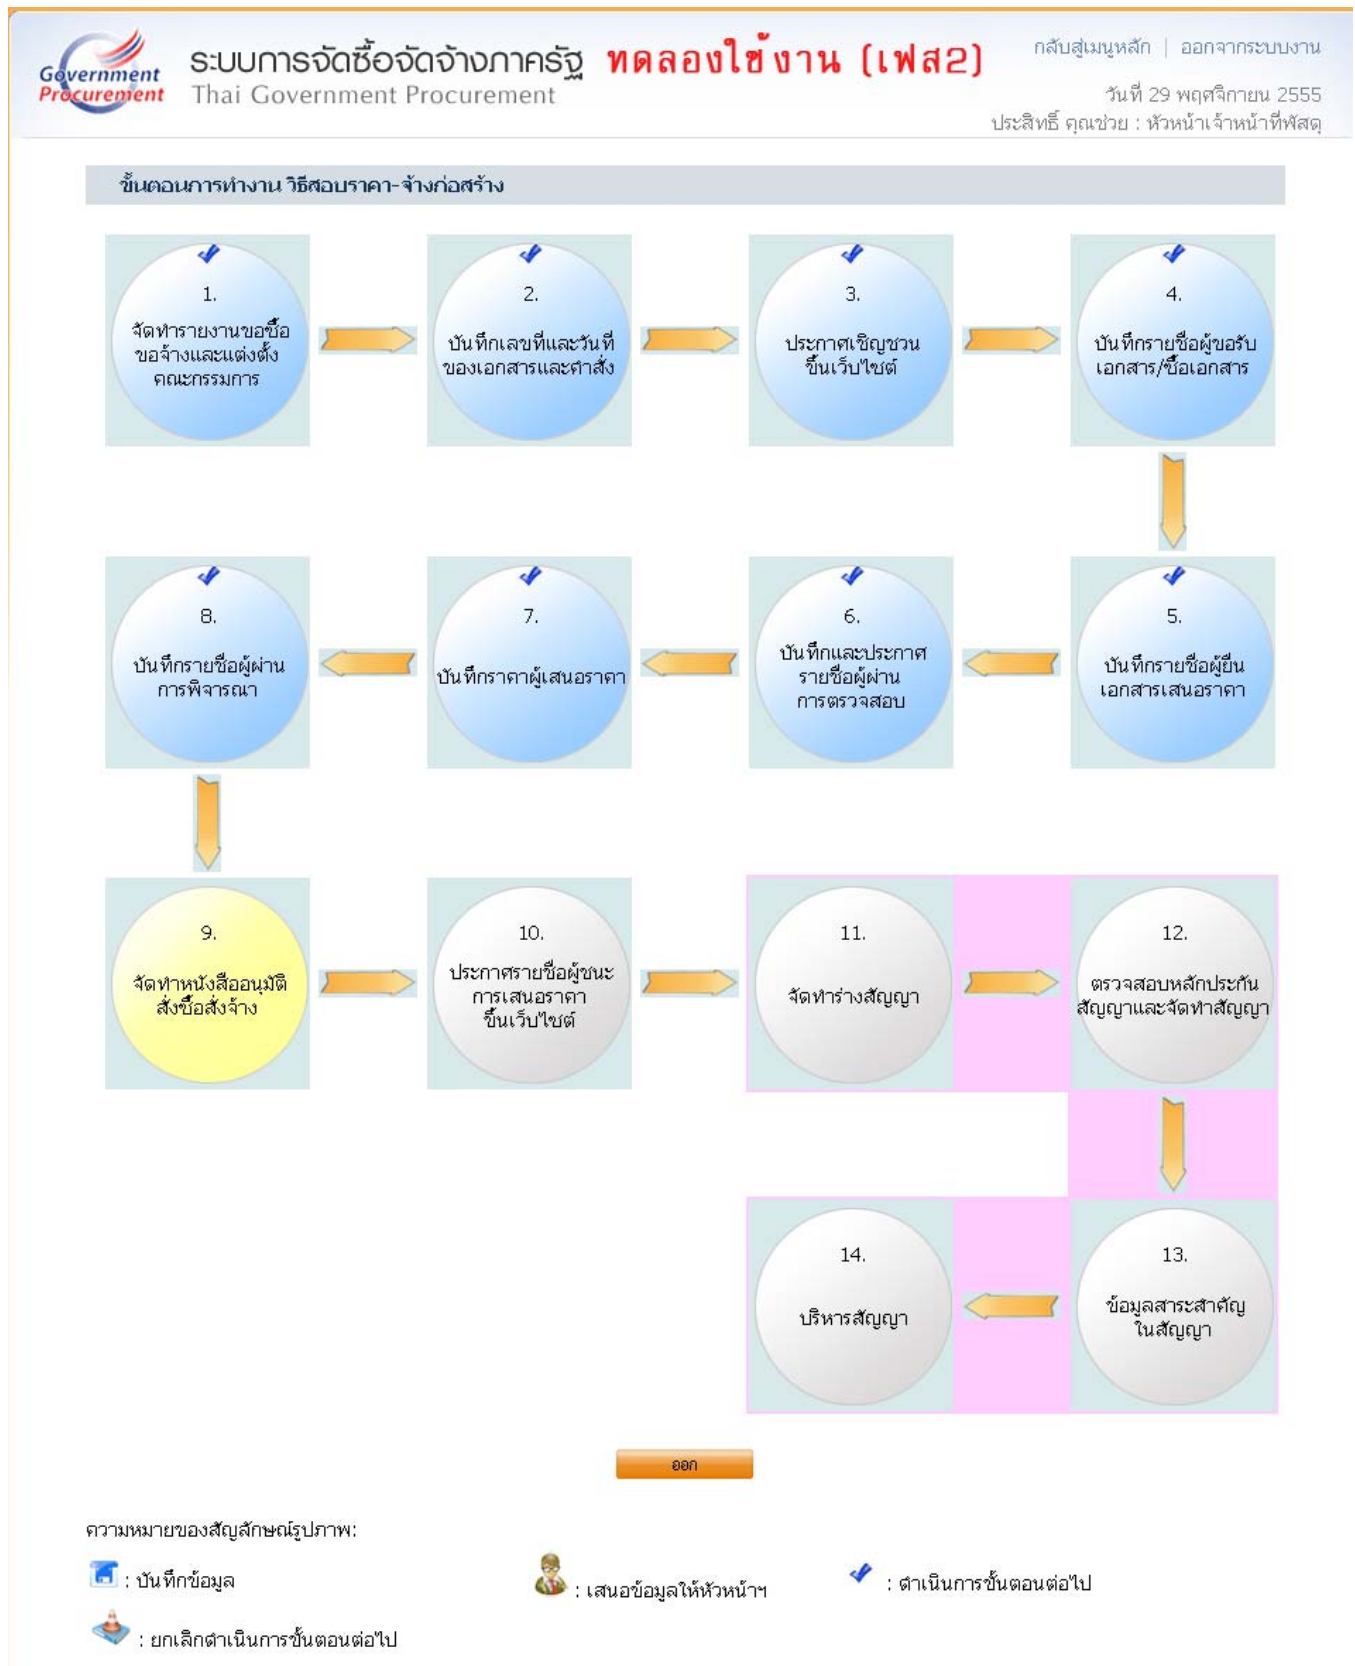 Government
Procurement
ระบบการจัดซื้อจัดจ้างภาครัฐ
Thai Government Procurement
ทดลองใช้งาน (เฟส2)
กลับสู่เมนูหลัก | ออกจากระบบงาน
วันที่ 29 พฤศจิกายน 2555
ประสิทธิ์ คุณช่วย : หัวหน้าเจ้าหน้าที่พัสดุ
ขั้นตอนการทำงาน วิธีสอบราคา-จ้างก่อสร้าง
1.
จัดทำรายงานขอซื้อ
ขอจ้างและแต่งตั้ง
คณะกรรมการ
2.
บันทึกเลขที่และวันที่
ของเอกสารและคำสั่ง
3.
ประกาศเชิญชวน
ขึ้นเว็บไซต์
4.
บันทึกรายชื่อผู้ขอรับ
เอกสาร/ซื้อเอกสาร
5.
บันทึกรายชื่อผู้ยื่น
เอกสารเสนอราคา
6.
บันทึกและประกาศ
รายชื่อผู้ผ่าน
การตรวจสอบ
7.
บันทึกราคาผู้เสนอราคา
8.
บันทึกรายชื่อผู้ผ่าน
การพิจารณา
9.
จัดทำหนังสืออนุมัติ
สั่งซื้อสั่งจ้าง
10.
ประกาศรายชื่อผู้ชนะ
การเสนอราคา
ขึ้นเว็บไซต์
11.
จัดทำร่างสัญญา
12.
ตรวจสอบหลักประกัน
สัญญาและจัดทำสัญญา
13.
ข้อมูลสาระสำคัญ
ในสัญญา
14.
บริหารสัญญา
ออก
ความหมายของสัญลักษณ์รูปภาพ:
: บันทึกข้อมูล
: เสนอข้อมูลให้หัวหน้าฯ
: ดำเนินการขั้นตอนต่อไป
: ยกเลิกดำเนินการขั้นตอนต่อไป